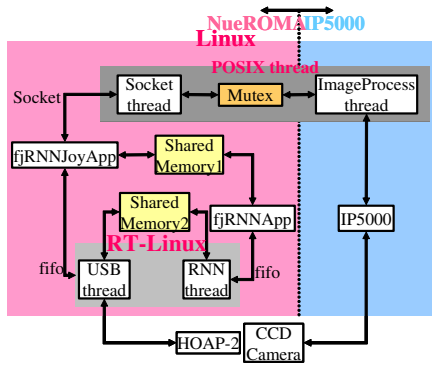 NueROMA IP5000
Linux
POSIX thread
Socket
Socket
thread
Mutex
ImageProcess
thread
fjRNNJoyApp
Shared
Memory1
Shared
Memory2
fjRNNApp
IP5000
RT-Linux
fifo
USB
thread
RNN
thread
fifo
HOAP-2
CCD
Camera